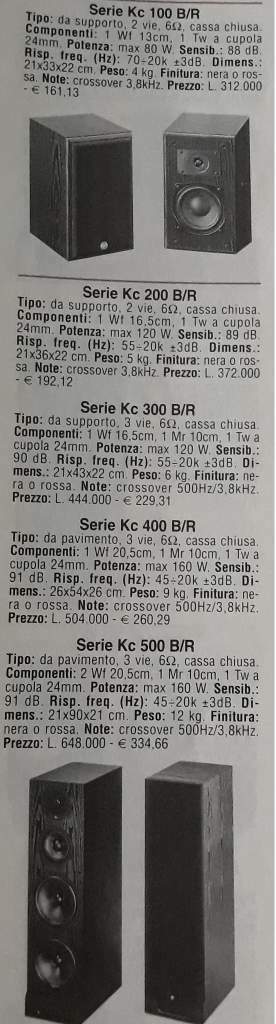 Serie Kc 100 B/R
Tipo: da supporto, 2 vie, 6Ω, cassa chiusa.
Componenti: 1 Wf 13cm, 1 Tw a cupola
24mm. Potenza: max 80 W. Sensib.: 88 dB.
Risp. freq. (Hz): 70÷20k ±3dB. Dimens.:
21x33x22 cm. Peso: 4 kg. Finitura: nera o ros-
sa. Note: crossover 3,8kHz. Prezzo: L. 312.000
- € 161,13
Serie Kc 200 B/R
Tipo: da supporto, 2 vie, 6Ω, cassa chiusa.
Componenti: 1 Wf 16,5cm, 1 Tw a cupola
24mm. Potenza: max 120 W. Sensib.: 89 dB.
Risp. freq. (Hz): 55÷20k ±3dB. Dimens.:
21x36x22 cm. Peso: 5 kg. Finitura: nera o ros-
sa. Note: crossover 3,8kHz. Prezzo: L. 372.000
- € 192,12
Serie Kc 300 B/R
Tipo: da supporto, 3 vie, 6Ω, cassa chiusa.
Componenti: 1 Wf 16,5cm, 1 Mr 10cm, 1 Tw a
cupola 24mm. Potenza: max 120 W. Sensib.:
90 dB. Risp. freq. (Hz): 55÷20k ±3dB. Di-
mens.: 21x43x22 cm. Peso: 6 kg. Finitura: ne-
ra o rossa. Note: crossover 500Hz/3,8kHz.
Prezzo: L. 444.000 - € 229,31
Serie Kc 400 B/R
Tipo: da pavimento, 3 vie, 6Ω, cassa chiusa.
Componenti: 1 Wf 20,5cm, 1 Mr 10cm, 1 Tw a
cupola 24mm. Potenza: max 160 W. Sensib.:
91 dB. Risp. freq. (Hz): 45÷20k ±3dB. Di-
mens.: 26x54x26 cm. Peso: 9 kg. Finitura: ne-
ra o rossa. Note: crossover 500Hz/3,8kHz.
Prezzo: L. 504.000 - € 260,29
Serie Kc 500 B/R
Tipo: da pavimento, 3 vie, 6Ω, cassa chiusa.
Componenti: 2 Wf 20,5cm, 1 Mr 10cm, 1 Tw a
cupola 24mm. Potenza: max 160 W. Sensib.:
91 dB. Risp. freq. (Hz): 45÷20k ±3dB. Di-
mens.: 21x90x21 cm. Peso: 12 kg. Finitura:
nera o rossa. Note: crossover 500Hz/3,8kHz.
Prezzo: L. 648.000 - € 334,66